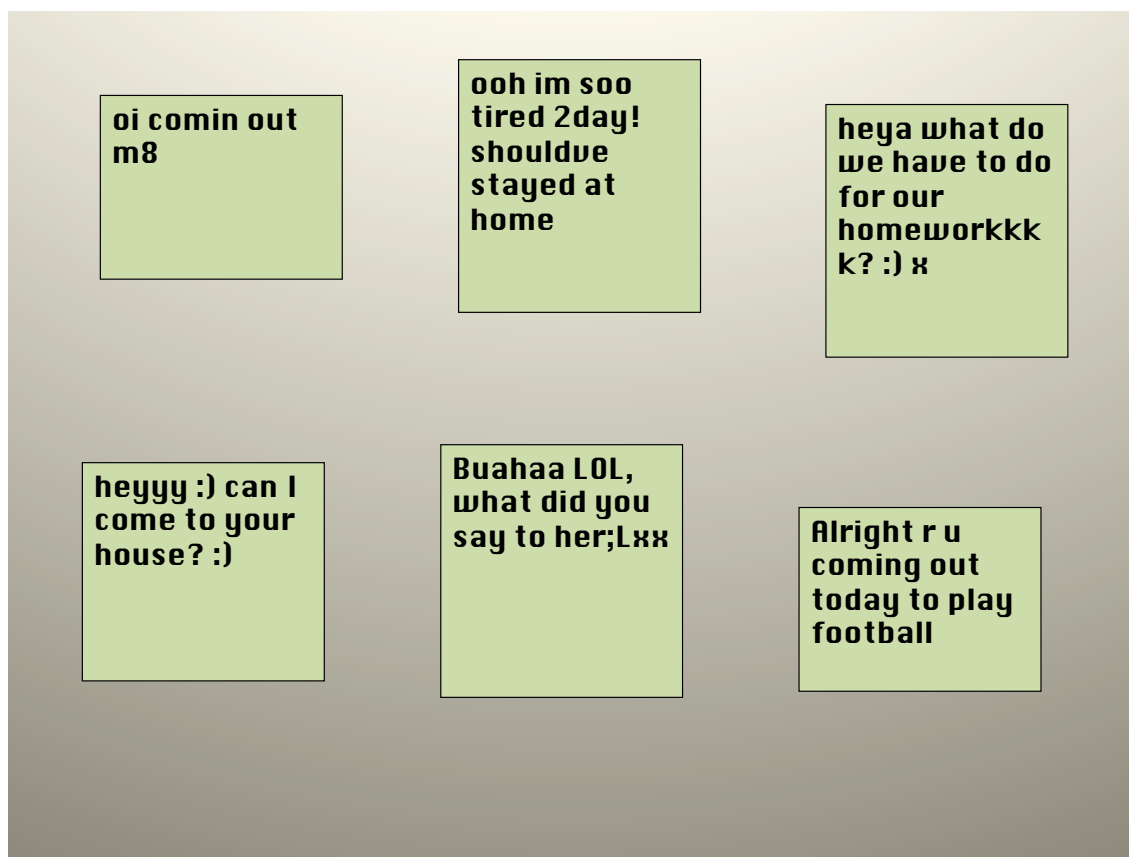 oi comin out
m8
ooh im soo
tired 2day!
shouldve
stayed at
home
heya what do
we have to do
for our
homeworkkk
k? :) x
heyyy :) can I
come to your
house? :)
Buahaa LOL,
what did you
say to her;Lxx
Alright r u
coming out
today to play
football